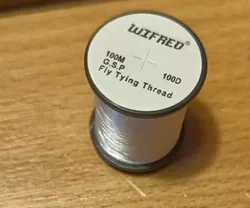 WIFRED
100M 100D
G.S.P
Fly Tying Thread